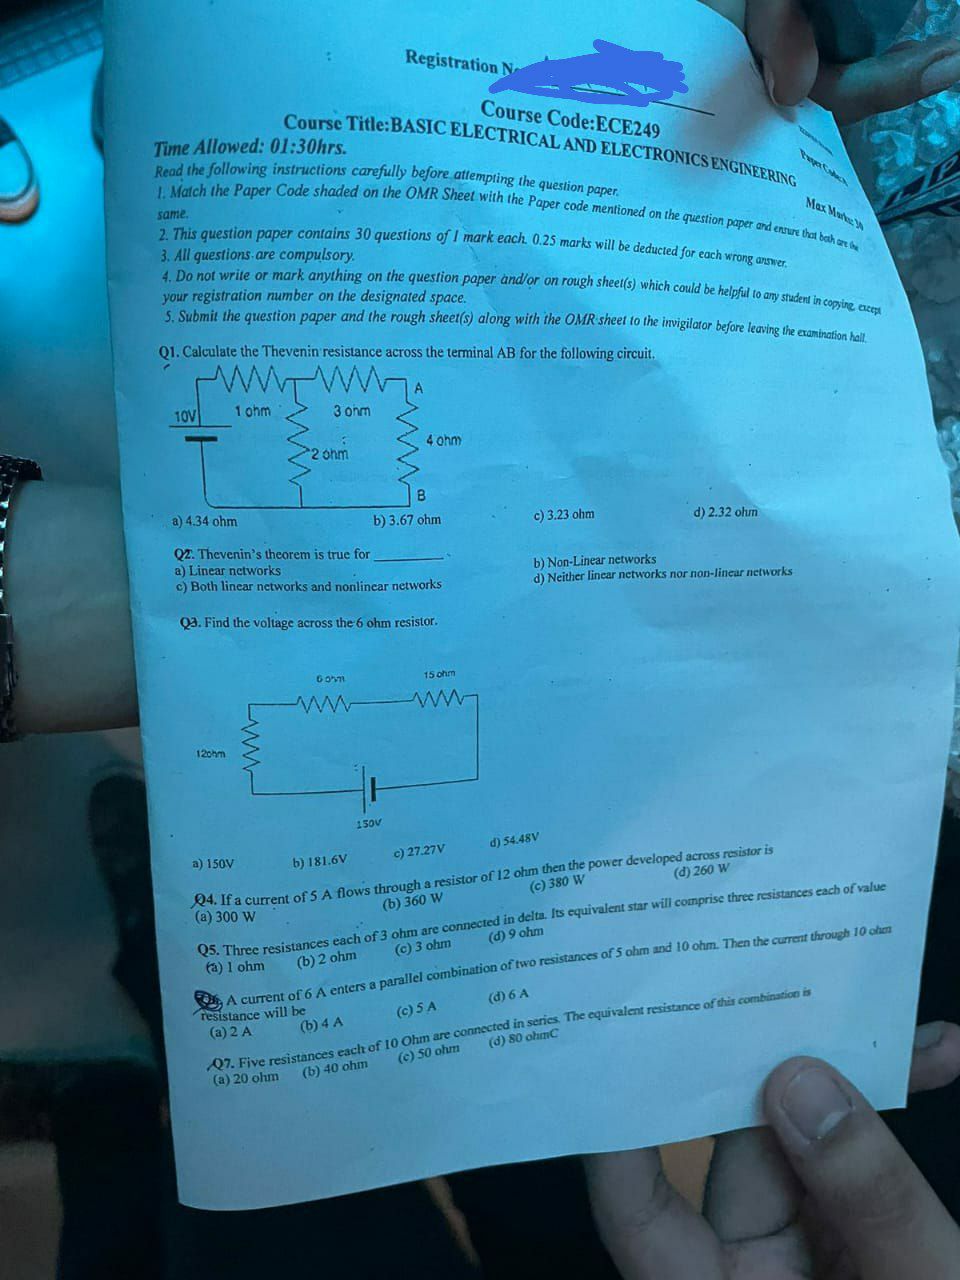 Registration N
Course Code:ECE249
Course Title:BASIC ELECTRICAL AND ELECTRONICS ENGINEERING
Paper Code:A
Time Allowed: 01:30hrs.
Max Marks: 30
Read the following instructions carefully before attempting the question paper.
1. Match the Paper Code shaded on the OMR Sheet with the Paper code mentioned on the question paper and ensure that both are the
same.
2. This question paper contains 30 questions of 1 mark each. 0.25 marks will be deducted for each wrong answer.
3. All questions are compulsory.
4. Do not write or mark anything on the question paper and/or on rough sheet(s) which could be helpful to any student in copying, except
your registration number on the designated space.
5. Submit the question paper and the rough sheet(s) along with the OMR sheet to the invigilator before leaving the examination hall.
Q1. Calculate the Thevenin resistance across the terminal AB for the following circuit.
A
10V
1 ohm
3 ohm
2 ohm
4 ohm
B
a) 4.34 ohm b) 3.67 ohm c) 3.23 ohm d) 2.32 ohm
Q2. Thevenin's theorem is true for ________
a) Linear networks b) Non-Linear networks
c) Both linear networks and nonlinear networks d) Neither linear networks nor non-linear networks
Q3. Find the voltage across the 6 ohm resistor.
6 ohm
15 ohm
12ohm
150V
a) 150V b) 181.6V c) 27.27V d) 54.48V
Q4. If a current of 5 A flows through a resistor of 12 ohm then the power developed across resistor is
(a) 300 W (b) 360 W (c) 380 W (d) 260 W
Q5. Three resistances each of 3 ohm are connected in delta. Its equivalent star will comprise three resistances each of value
(a) 1 ohm (b) 2 ohm (c) 3 ohm (d) 9 ohm
Q6. A current of 6 A enters a parallel combination of two resistances of 5 ohm and 10 ohm. Then the current through 10 ohm
resistance will be
(a) 2 A (b) 4 A (c) 5 A (d) 6 A
Q7. Five resistances each of 10 Ohm are connected in series. The equivalent resistance of this combination is
(a) 20 ohm (b) 40 ohm (c) 50 ohm (d) 80 ohmC
1